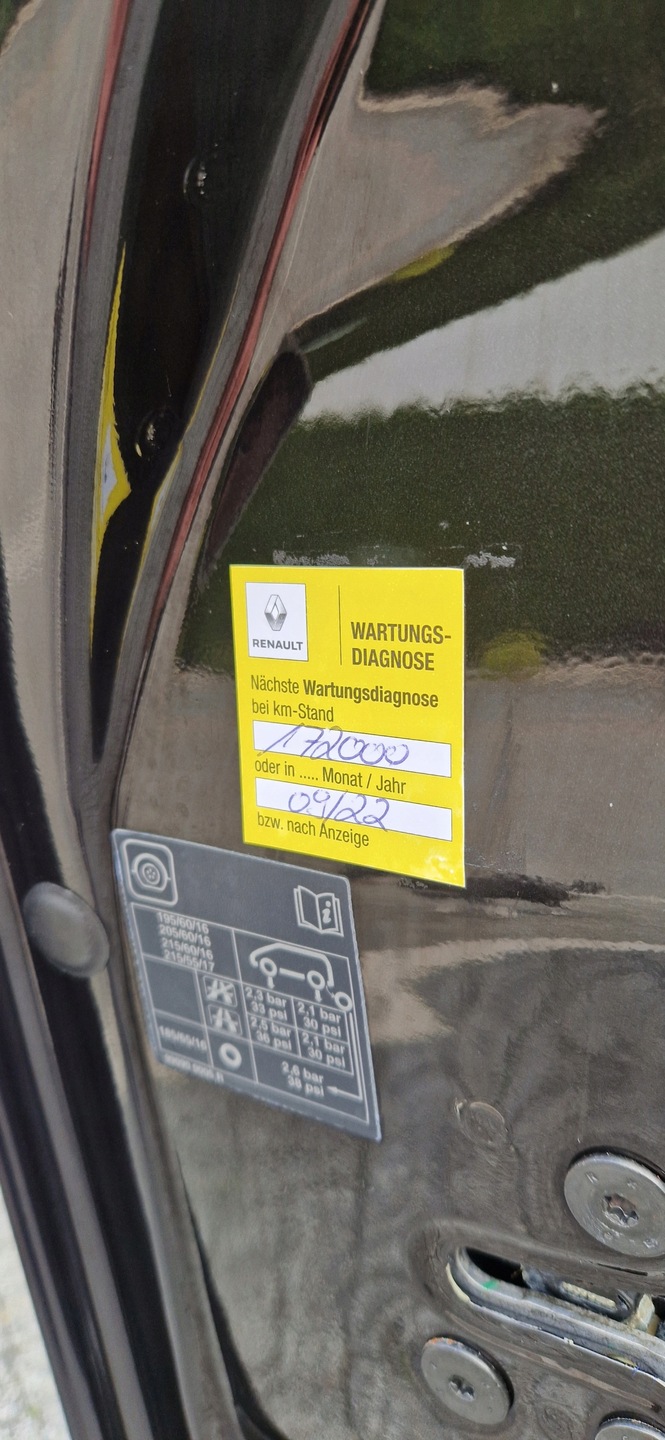 RENAULT
WARTUNGS-
DIAGNOSE
Nächste Wartungsdiagnose
bei km-Stand
172000
oder in ..... Monat / Jahr
09/22
bzw. nach Anzeige
195/60/16
205/60/16
215/60/16
215/55/17
2,3 bar
33 psi
2,1 bar
30 psi
2,5 bar
36 psi
2,1 bar
30 psi
2,6 bar
38 psi